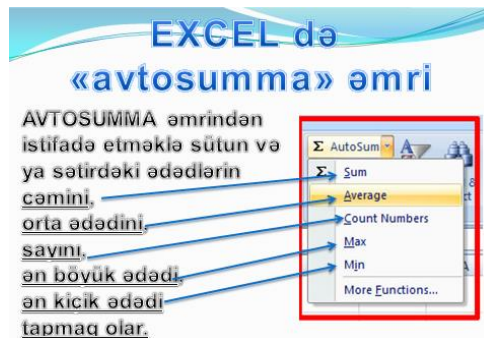 EXCEL də
«avtosumma» əmri
AVTOSUMMA əmrindən
istifadə etməklə sütun və
ya sətirdəki ədədlərin
cəmini,
orta ədədini,
sayını,
ən böyük ədədi,
ən kiçik ədədi
tapmaq olar.
Σ AutoSum
Σ Sum
Average
Count Numbers
Max
Min
More Functions...